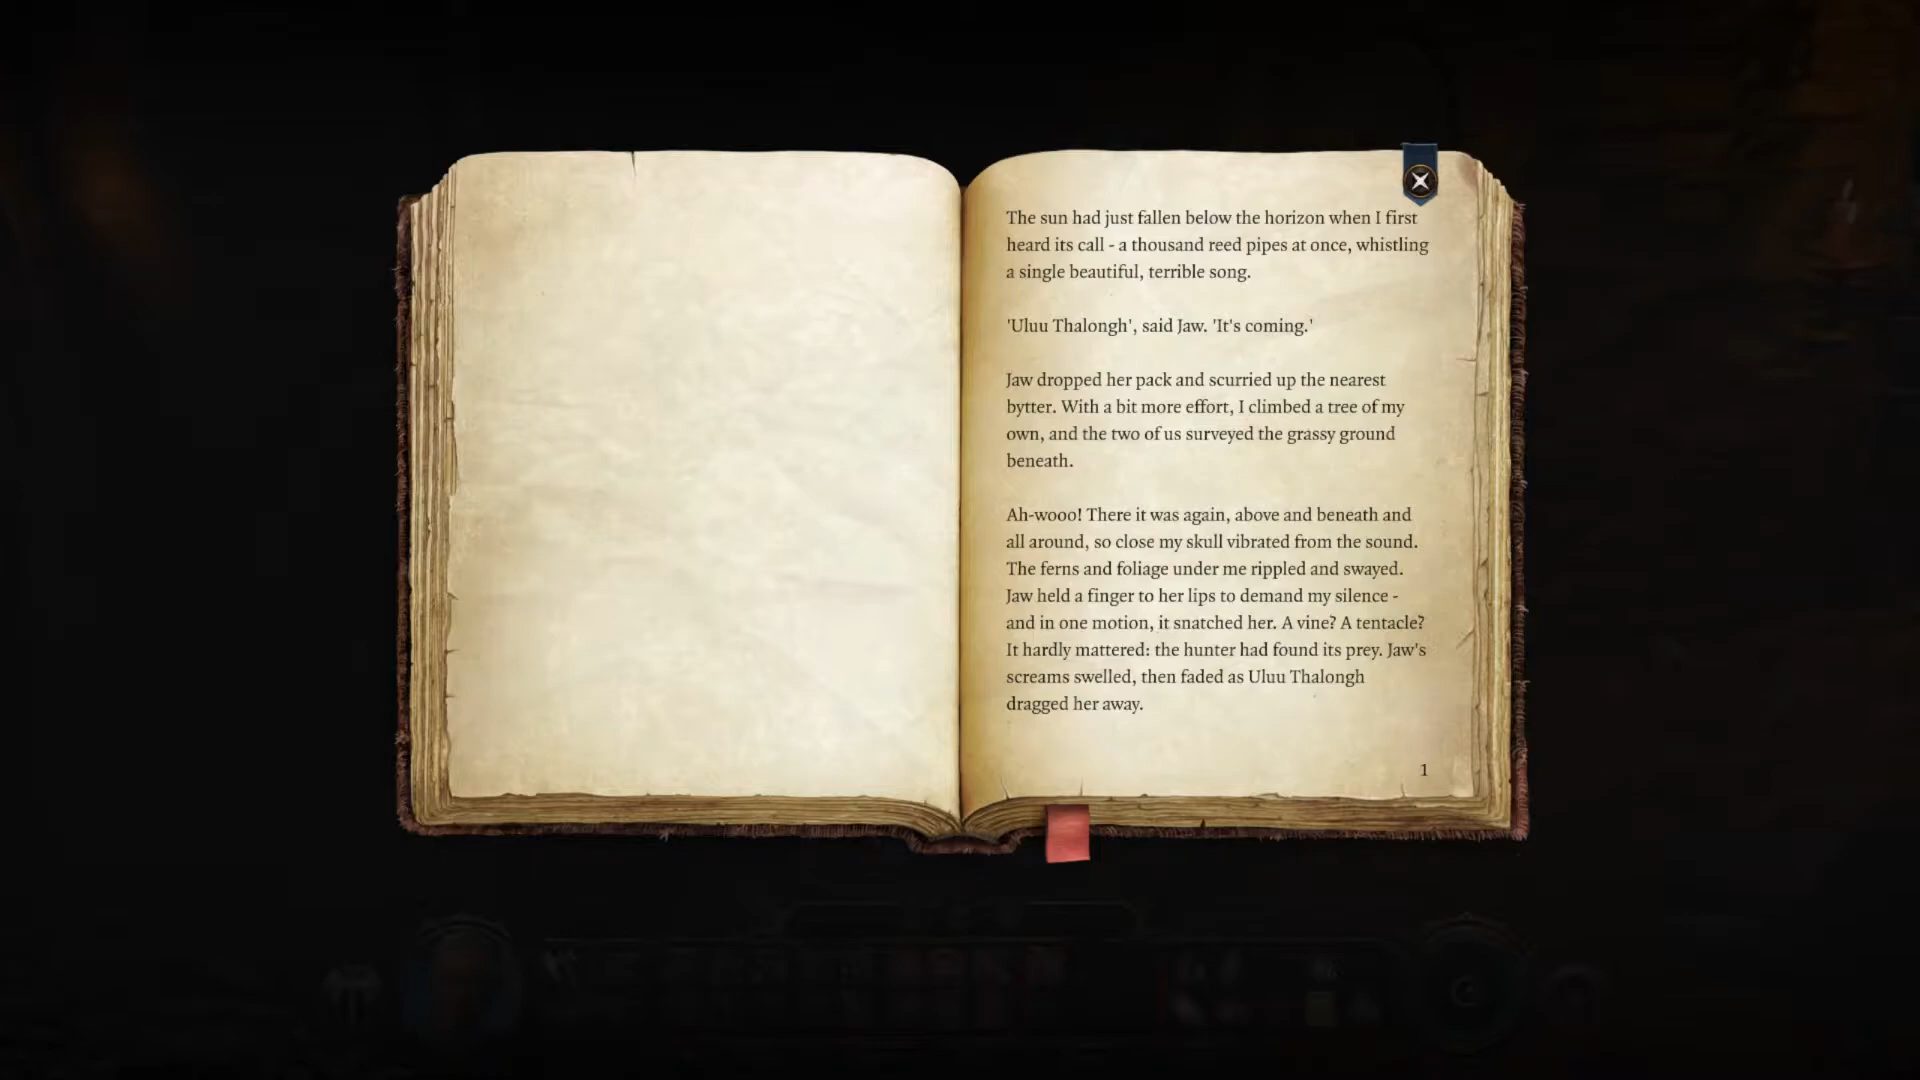 The sun had just fallen below the horizon when I first
heard its call - a thousand reed pipes at once, whistling
a single beautiful, terrible song.
'Uluu Thalongh', said Jaw. 'It's coming.'
Jaw dropped her pack and scurried up the nearest
bytter. With a bit more effort, I climbed a tree of my
own, and the two of us surveyed the grassy ground
beneath.
Ah-wooo! There it was again, above and beneath and
all around, so close my skull vibrated from the sound.
The ferns and foliage under me rippled and swayed.
Jaw held a finger to her lips to demand my silence -
and in one motion, it snatched her. A vine? A tentacle?
It hardly mattered: the hunter had found its prey. Jaw's
screams swelled, then faded as Uluu Thalongh
dragged her away.
1